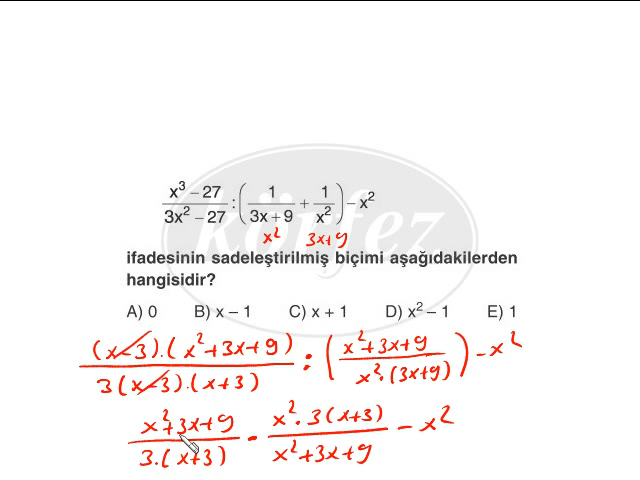 körfez
x³ − 27 / 3x² − 27 : (1 / 3x + 9 + 1 / x²) − x²
x² 3x+9
ifadesinin sadeleştirilmiş biçimi aşağıdakilerden
hangisidir?
A) 0 B) x − 1 C) x + 1 D) x² − 1 E) 1
(x−3).(x²+3x+9) / 3(x−3).(x+3) : (x²+3x+9 / x².(3x+9)) − x²
x²+3x+9 / 3.(x+3) · x².3(x+3) / x²+3x+9 − x²